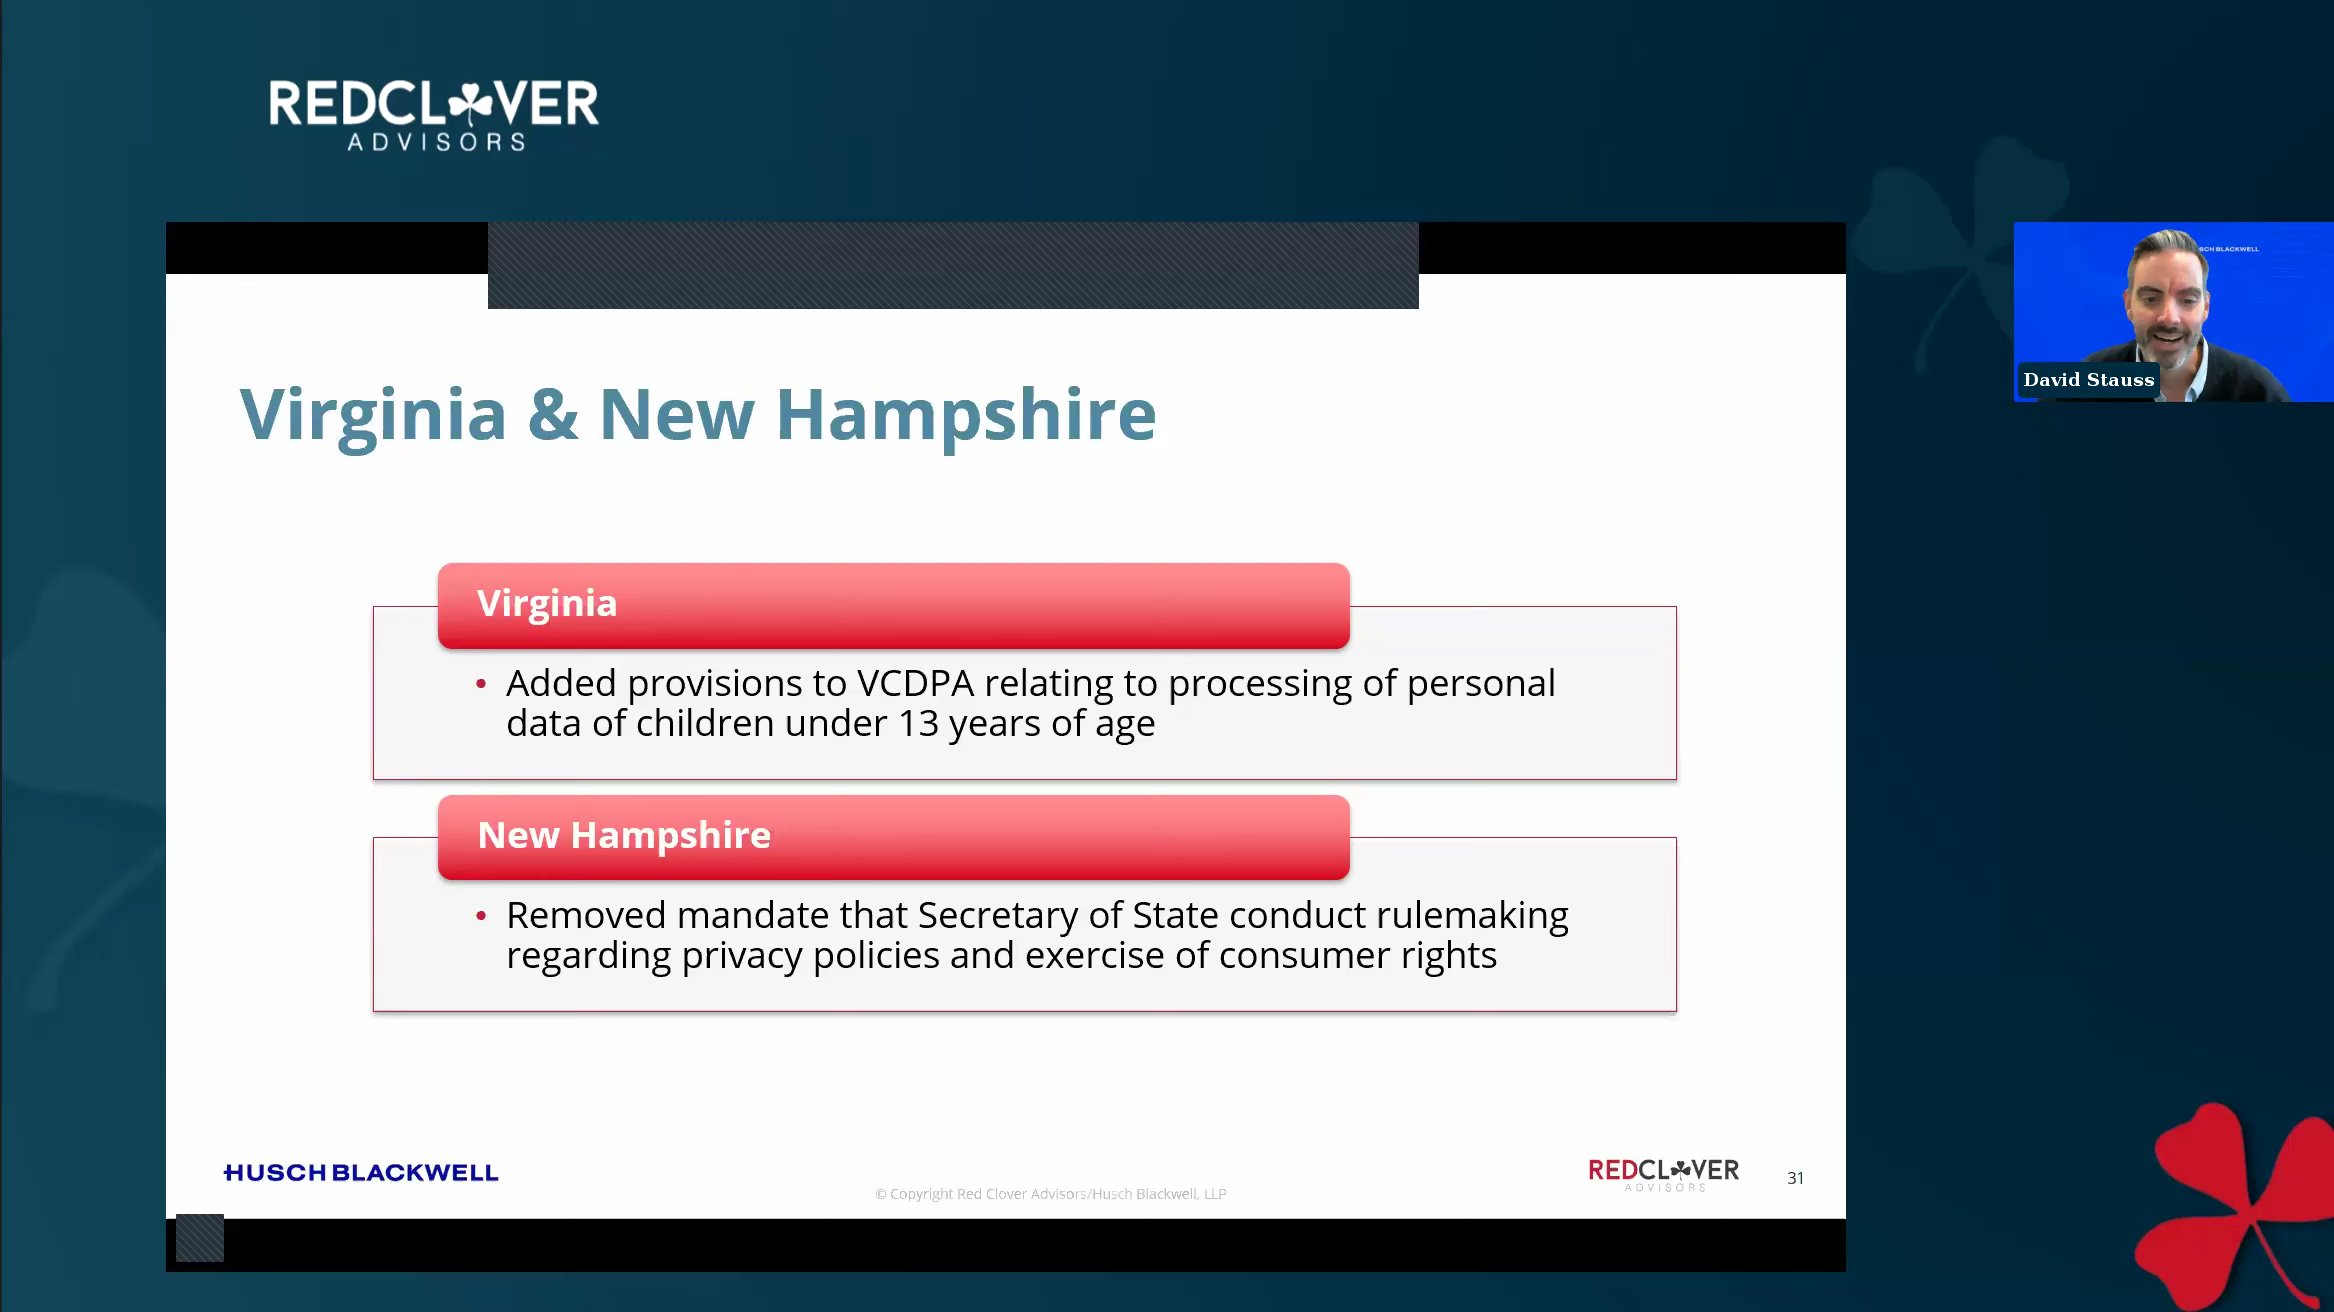 REDCLOVER
ADVISORS
SCH BLACKWELL
David Stauss
Virginia & New Hampshire
Virginia
• Added provisions to VCDPA relating to processing of personal
data of children under 13 years of age
New Hampshire
• Removed mandate that Secretary of State conduct rulemaking
regarding privacy policies and exercise of consumer rights
HUSCH BLACKWELL
© Copyright Red Clover Advisors/Husch Blackwell, LLP
REDCLOVER
ADVISORS
31